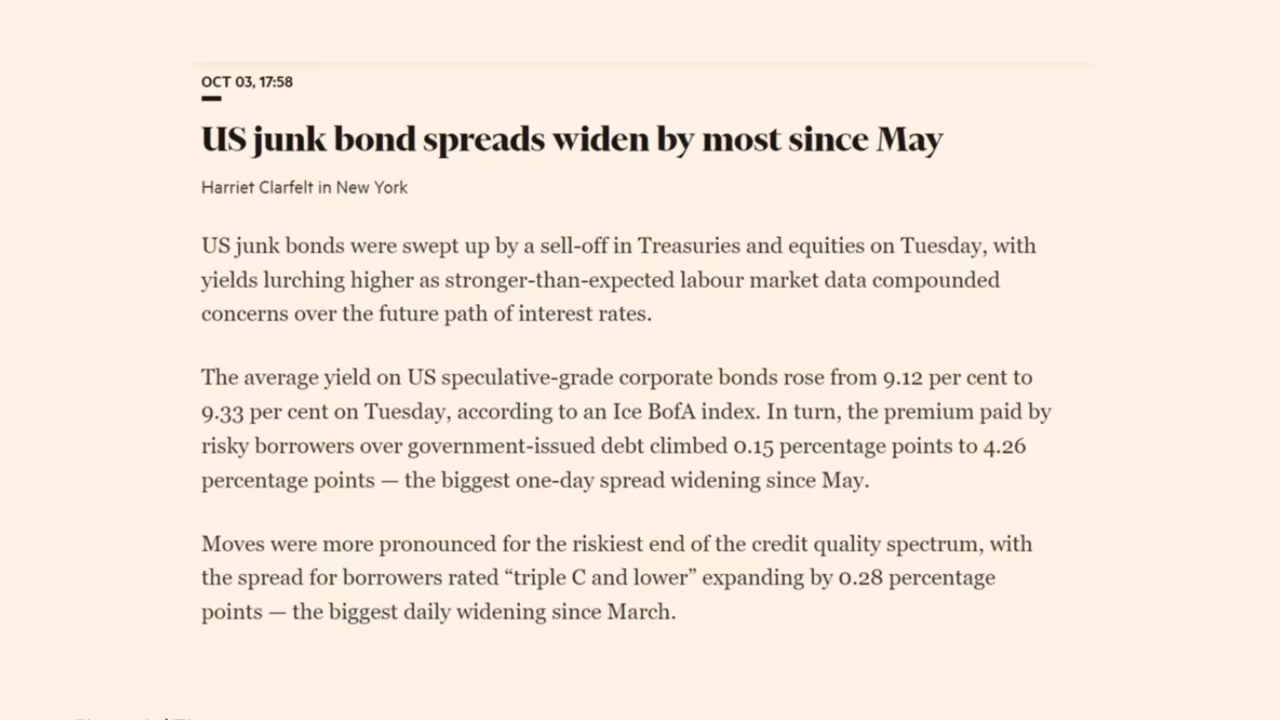 OCT 03, 17:58
US junk bond spreads widen by most since May
Harriet Clarfelt in New York
US junk bonds were swept up by a sell-off in Treasuries and equities on Tuesday, with
yields lurching higher as stronger-than-expected labour market data compounded
concerns over the future path of interest rates.
The average yield on US speculative-grade corporate bonds rose from 9.12 per cent to
9.33 per cent on Tuesday, according to an Ice BofA index. In turn, the premium paid by
risky borrowers over government-issued debt climbed 0.15 percentage points to 4.26
percentage points — the biggest one-day spread widening since May.
Moves were more pronounced for the riskiest end of the credit quality spectrum, with
the spread for borrowers rated “triple C and lower” expanding by 0.28 percentage
points — the biggest daily widening since March.